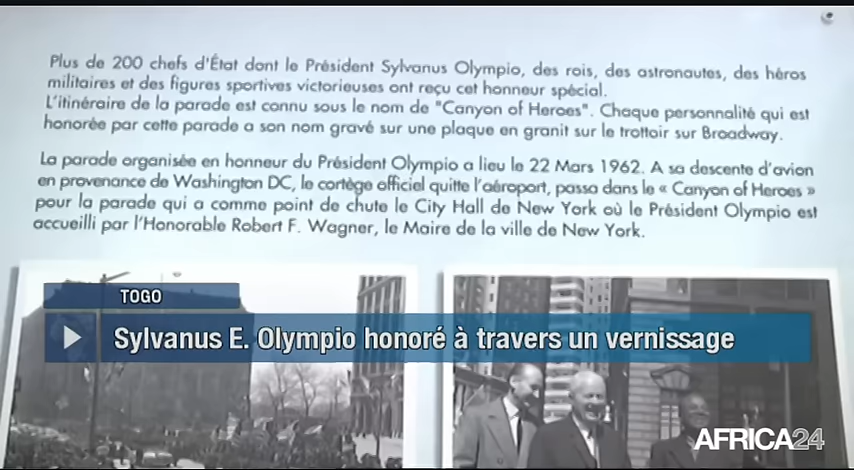 Plus de 200 chefs d'État dont le Président Sylvanus Olympio, des rois, des astronautes, des héros
militaires et des figures sportives victorieuses ont reçu cet honneur spécial.
L'itinéraire de la parade est connu sous le nom de "Canyon of Heroes". Chaque personnalité qui est
honorée par cette parade a son nom gravé sur une plaque en granit sur le trottoir sur Broadway.
La parade organisée en honneur du Président Olympio a lieu le 22 Mars 1962. A sa descente d'avion
en provenance de Washington DC, le cortège officiel quitte l'aéroport, passa dans le « Canyon of Heroes »
pour la parade qui a comme point de chute le City Hall de New York où le Président Olympio est
accueilli par l'Honorable Robert F. Wagner, le Maire de la ville de New York.
TOGO
Sylvanus E. Olympio honoré à travers un vernissage
AFRICA24